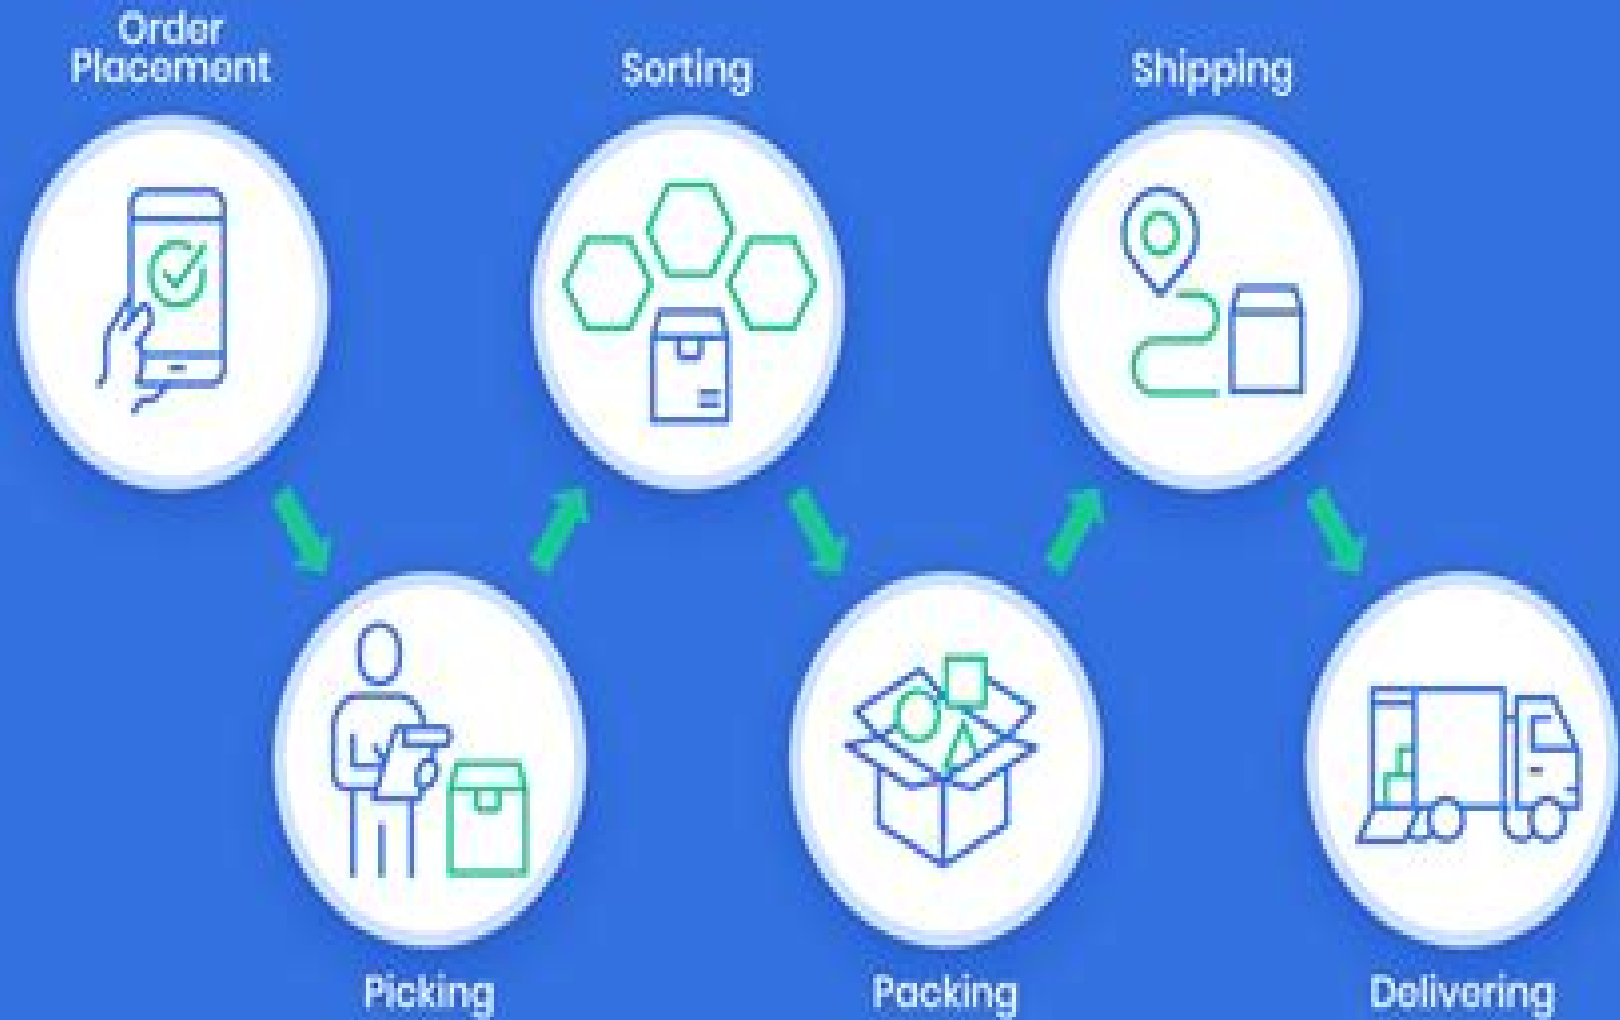 Order
Placement
Sorting
Shipping
Picking
Packing
Delivering